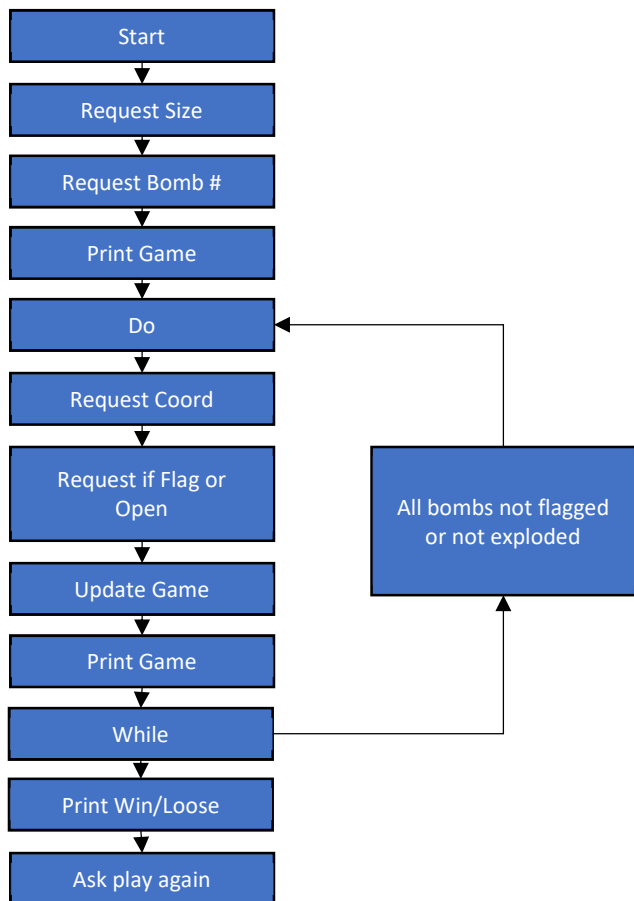 Start
Request Size
Request Bomb #
Print Game
Do
Request Coord
Request if Flag or
Open
All bombs not flagged
or not exploded
Update Game
Print Game
While
Print Win/Loose
Ask play again